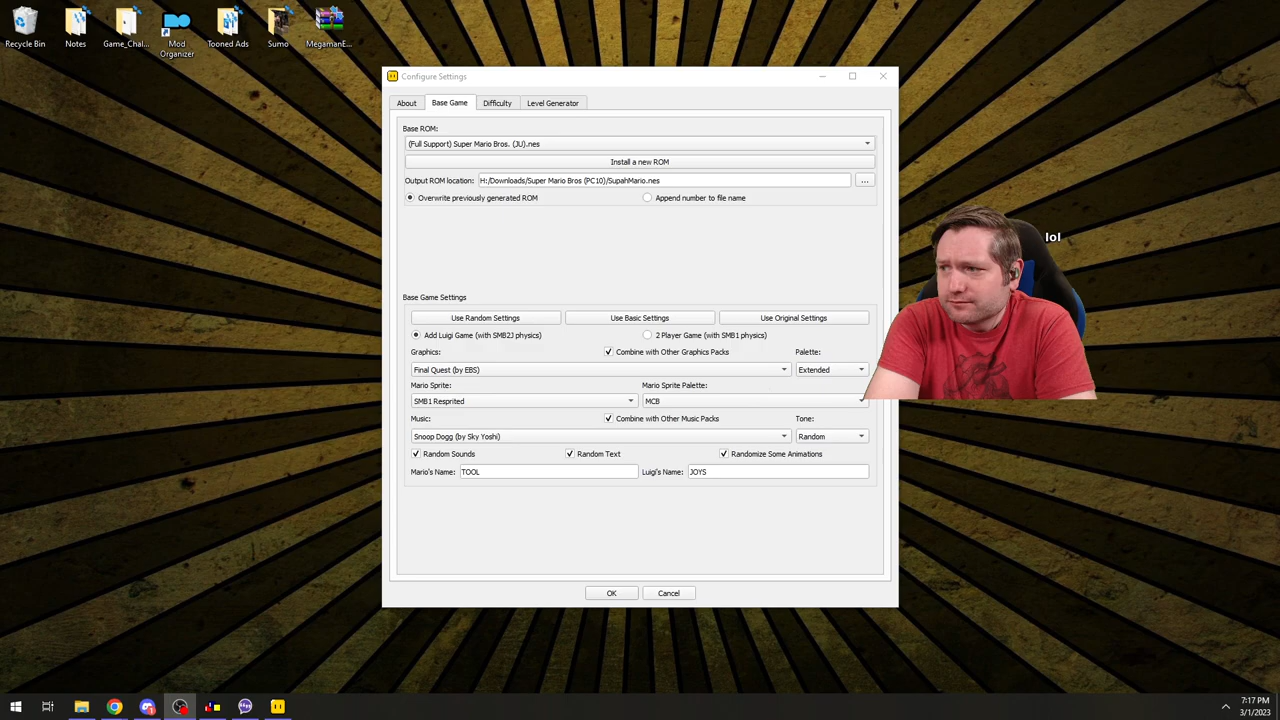 Recycle Bin
Notes
Game_Chal...
Mod
Organizer
Tooned Ads
Sumo
MegamanE...
Configure Settings
About
Base Game
Difficulty
Level Generator
Base ROM:
(Full Support) Super Mario Bros. (JU).nes
Install a new ROM
Output ROM location: H:/Downloads/Super Mario Bros (PC10)/SupahMario.nes ...
Overwrite previously generated ROM
Append number to file name
lol
Base Game Settings
Use Random Settings
Use Basic Settings
Use Original Settings
Add Luigi Game (with SMB2J physics)
2 Player Game (with SMB1 physics)
Graphics:
Combine with Other Graphics Packs
Palette:
Final Quest (by EBS)
Extended
Mario Sprite:
Mario Sprite Palette:
SMB1 Resprited
MCB
Music:
Combine with Other Music Packs
Tone:
Snoop Dogg (by Sky Yoshi)
Random
Random Sounds
Random Text
Randomize Some Animations
Mario's Name: TOOL
Luigi's Name: JOYS
OK
Cancel
7:17 PM
3/1/2023